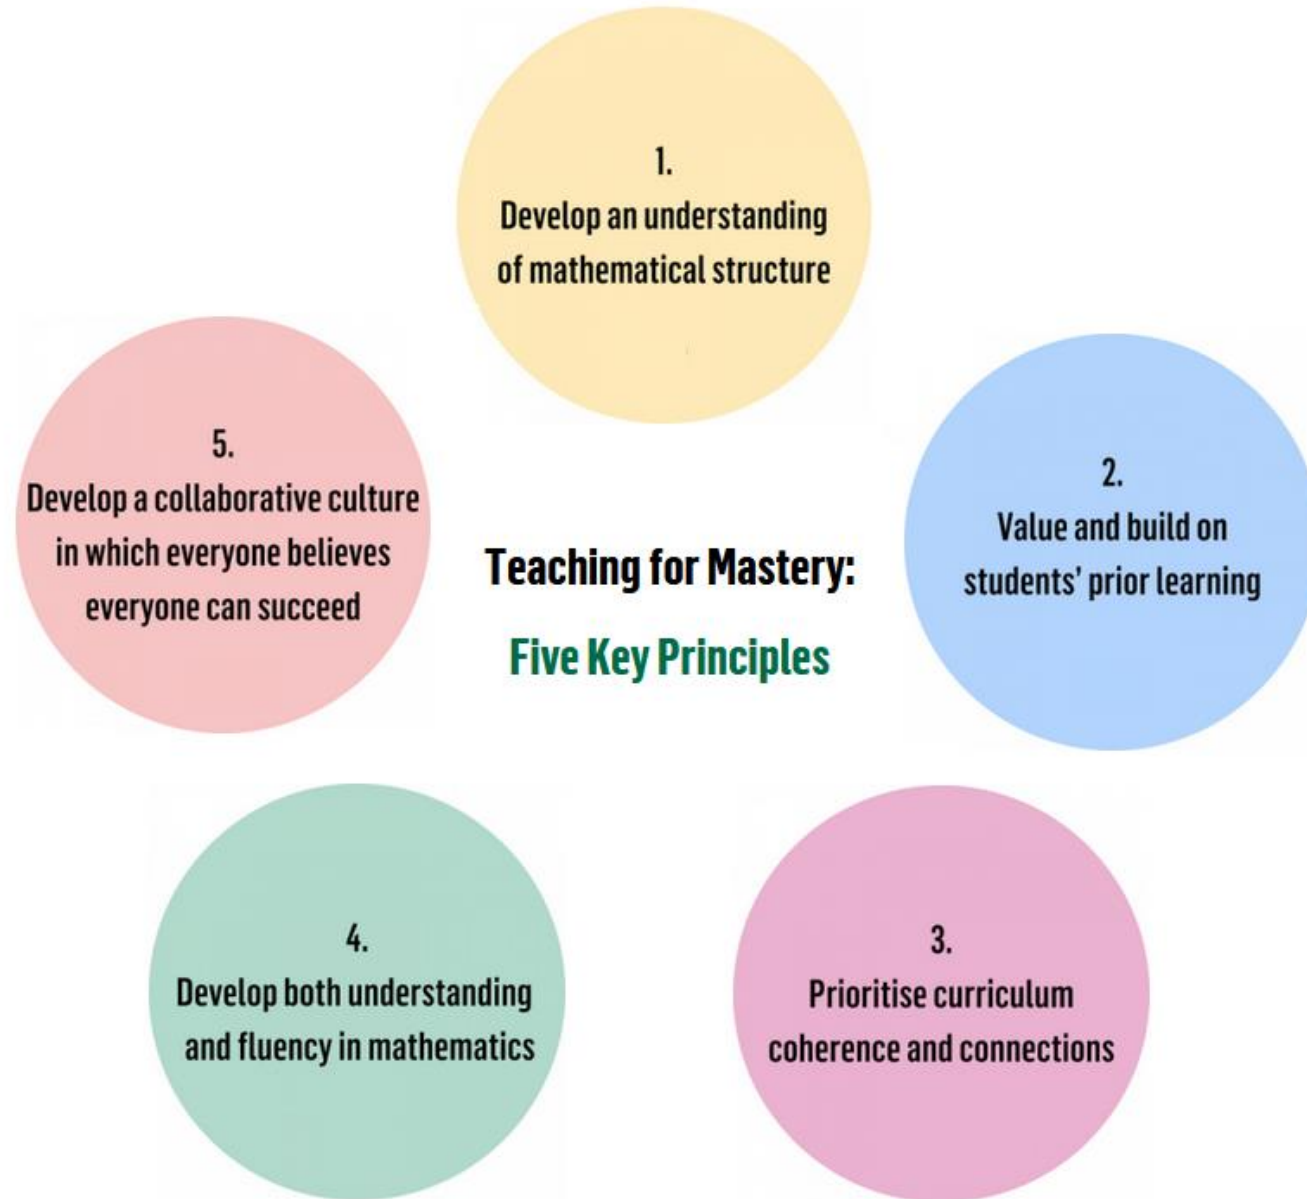 1.
Develop an understanding
of mathematical structure
5.
Develop a collaborative culture
in which everyone believes
everyone can succeed
2.
Value and build on
students’ prior learning
Teaching for Mastery:
Five Key Principles
4.
Develop both understanding
and fluency in mathematics
3.
Prioritise curriculum
coherence and connections